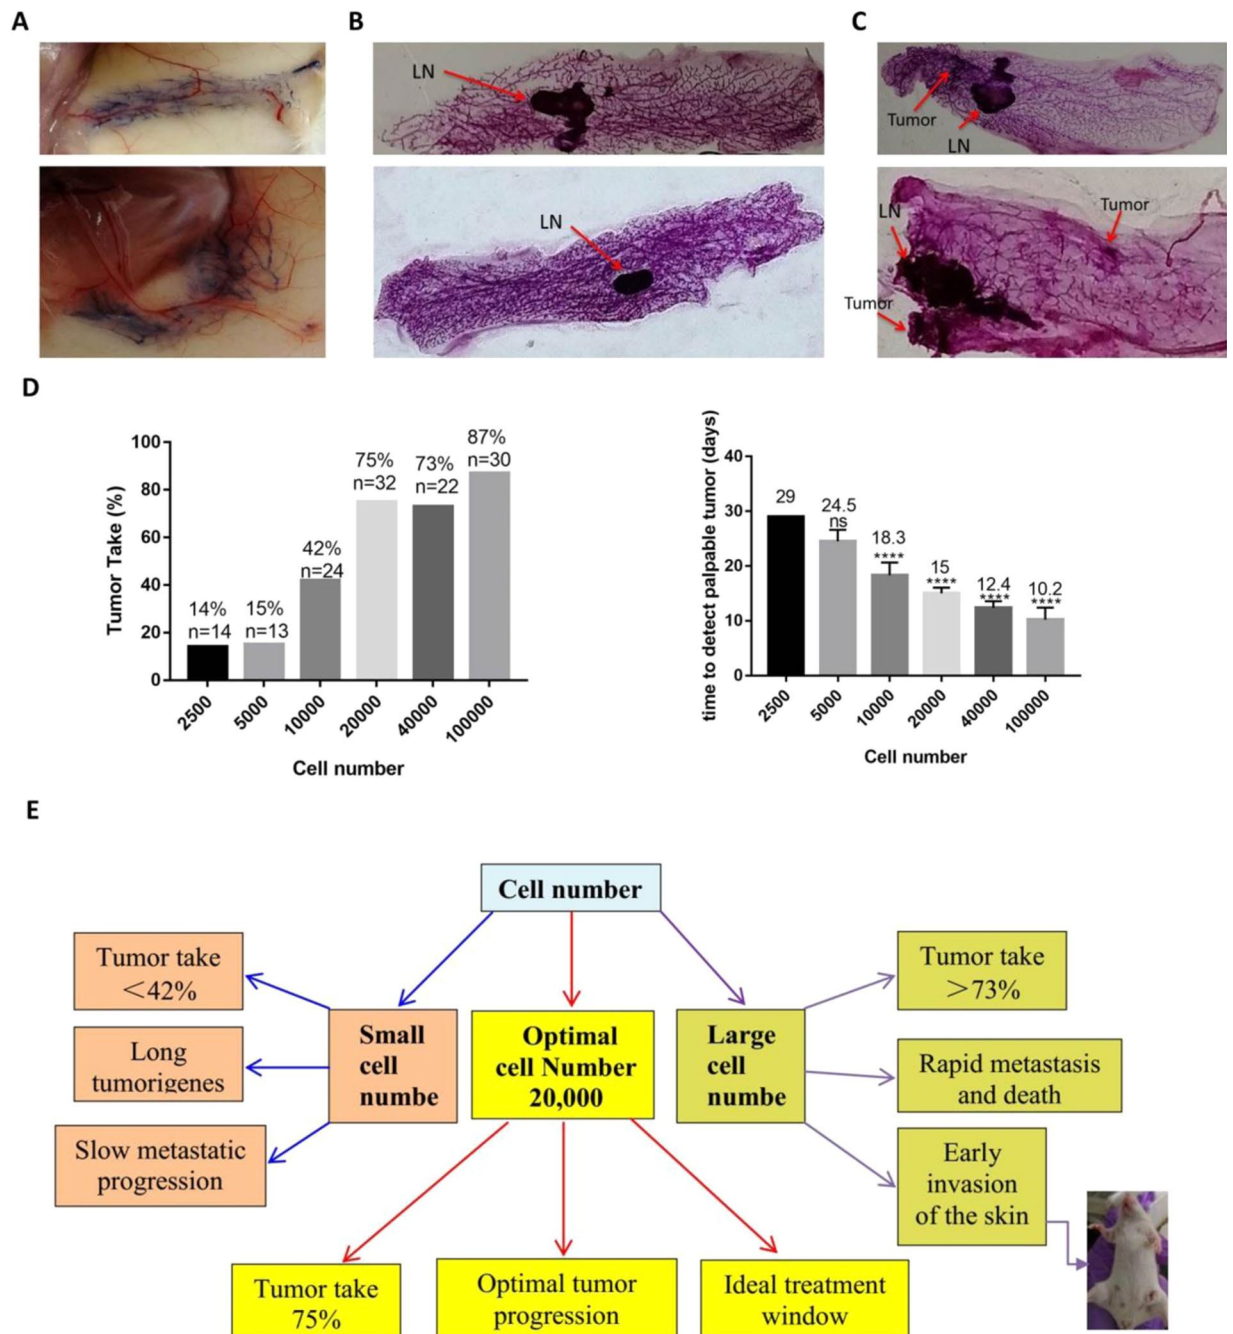 A
B
C
LN
LN
Tumor
LN
LN
Tumor
Tumor
D
Tumor Take (%)
100
80
60
40
20
0
14%
n=14
15%
n=13
42%
n=24
75%
n=32
73%
n=22
87%
n=30
2500
5000
10000
20000
40000
100000
Cell number
time to detect palpable tumor (days)
40
30
20
10
0
29
24.5
ns
18.3
****
15
****
12.4
****
10.2
****
2500
5000
10000
20000
40000
100000
Cell number
E
Cell number
Tumor take
<42%
Long
tumorigenes
Slow metastatic
progression
Small
cell
numbe
Optimal
cell Number
20,000
Large
cell
numbe
Tumor take
>73%
Rapid metastasis
and death
Early
invasion
of the skin
Tumor take
75%
Optimal tumor
progression
Ideal treatment
window